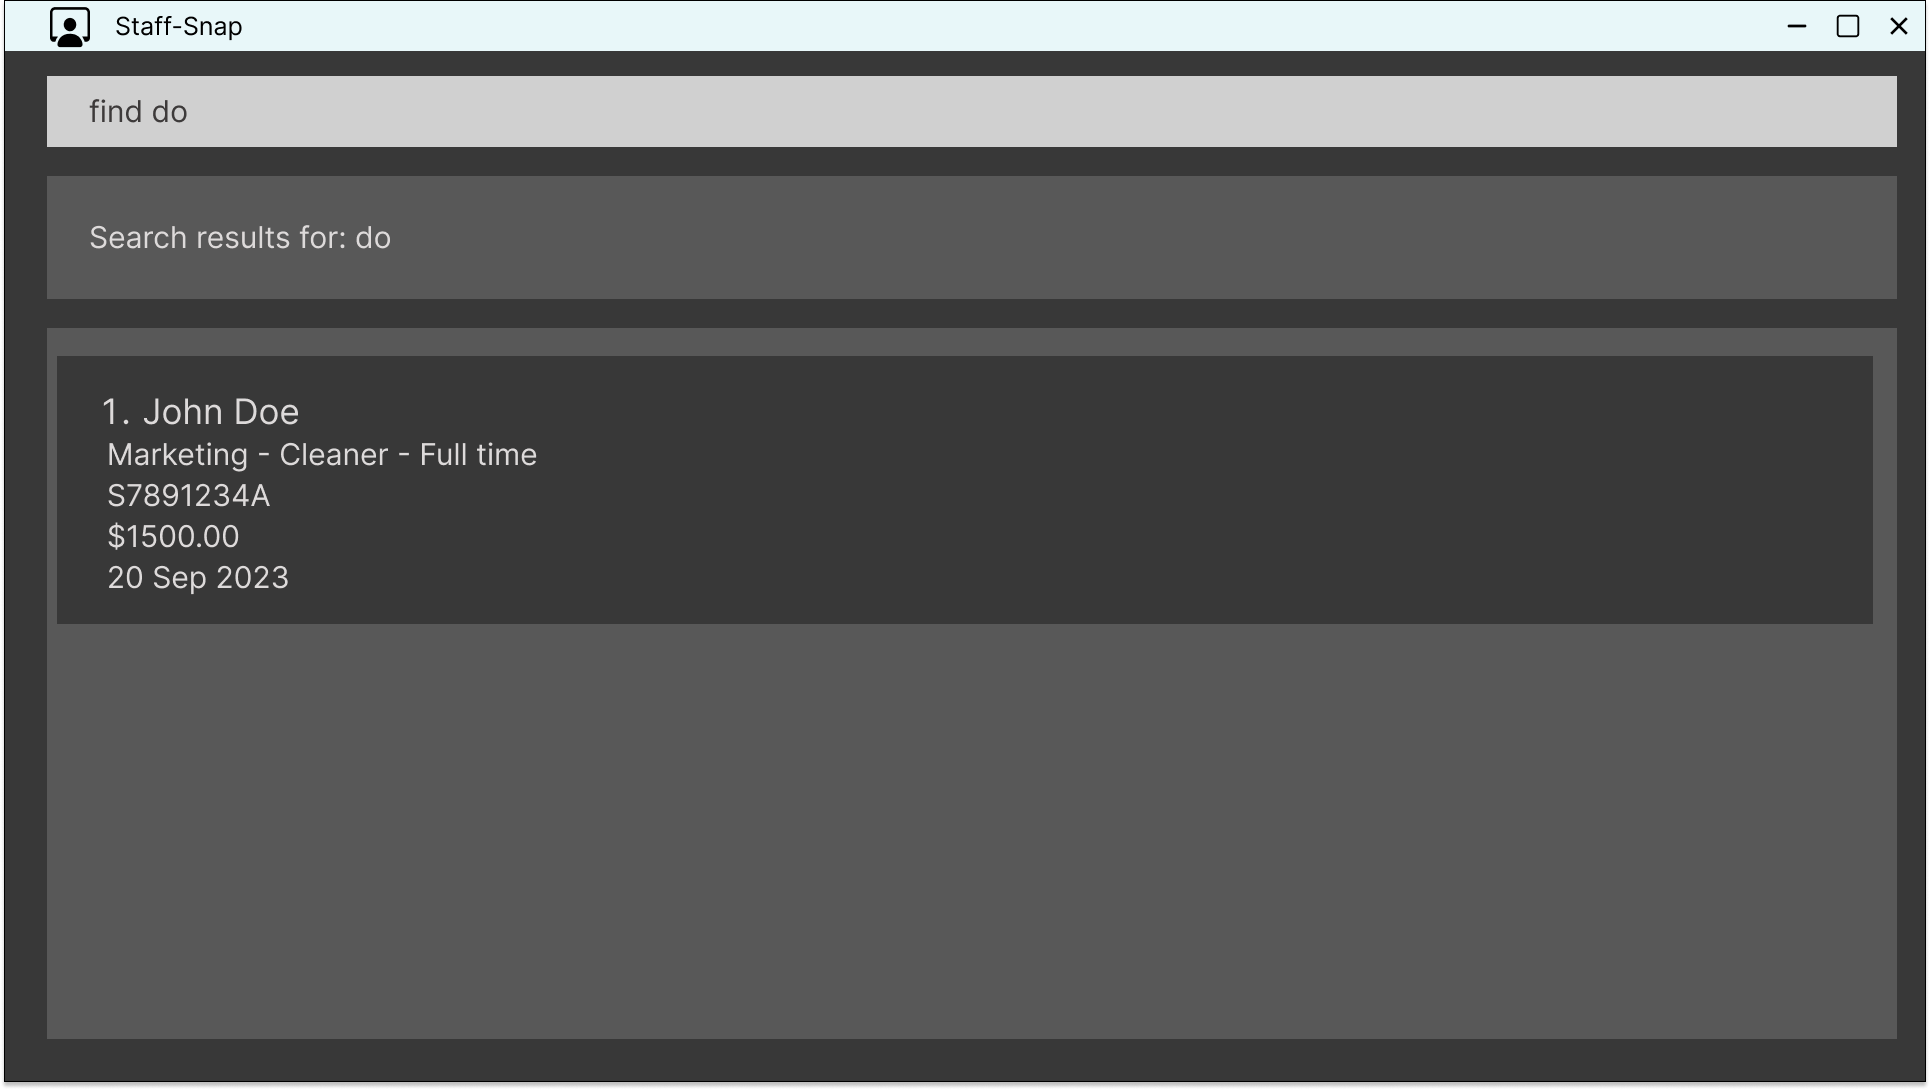 Staff-Snap
find do
Search results for: do
1. John Doe
Marketing - Cleaner - Full time
S7891234A
$1500.00
20 Sep 2023